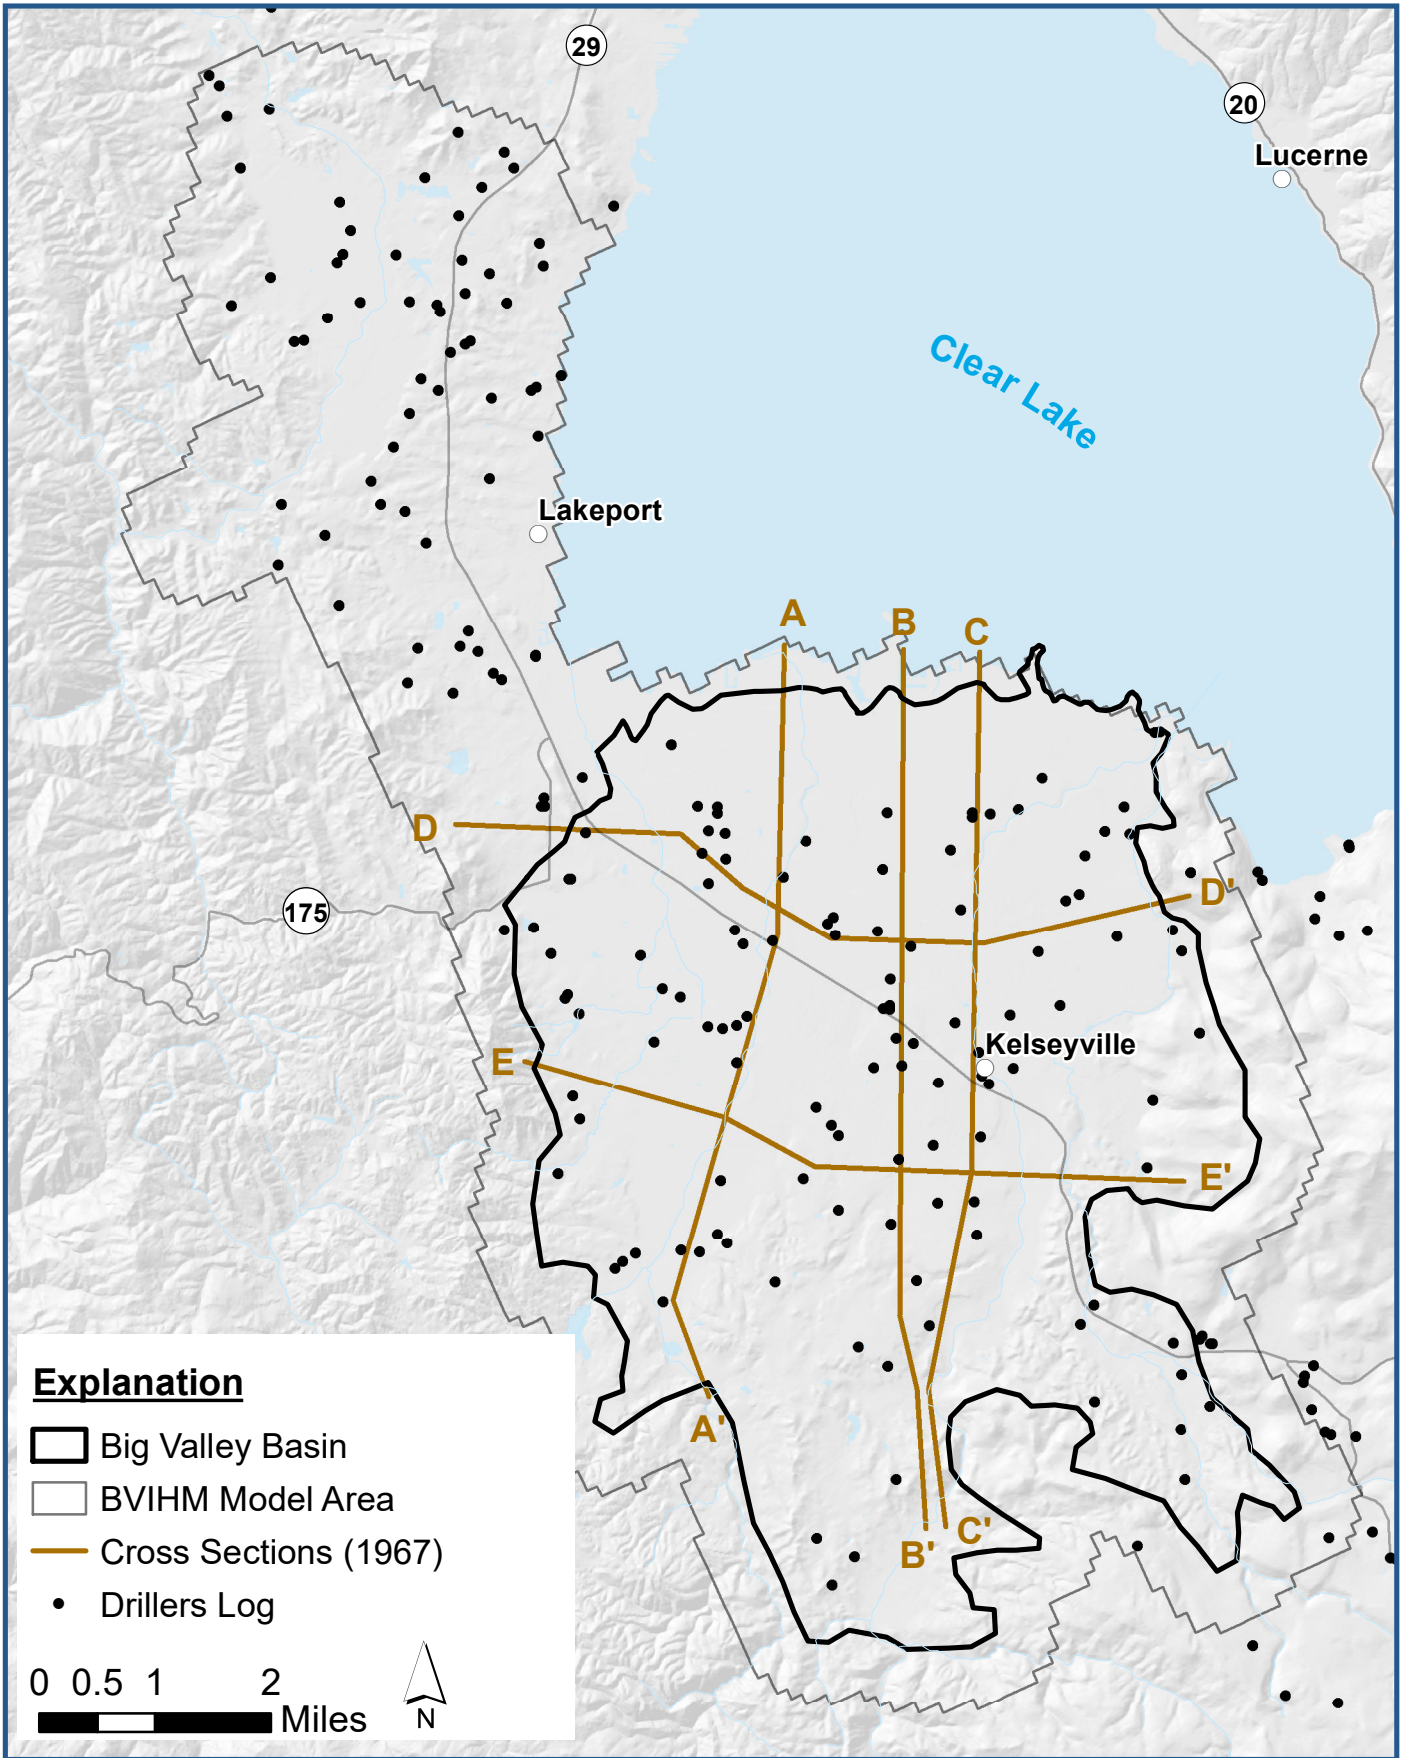 29
20
Lucerne
Clear Lake
Lakeport
A
B
C
D
D'
175
Kelseyville
E
E'
A'
C'
B'
Explanation
Big Valley Basin
BVIHM Model Area
Cross Sections (1967)
Drillers Log
0 0.5 1 2
Miles
N